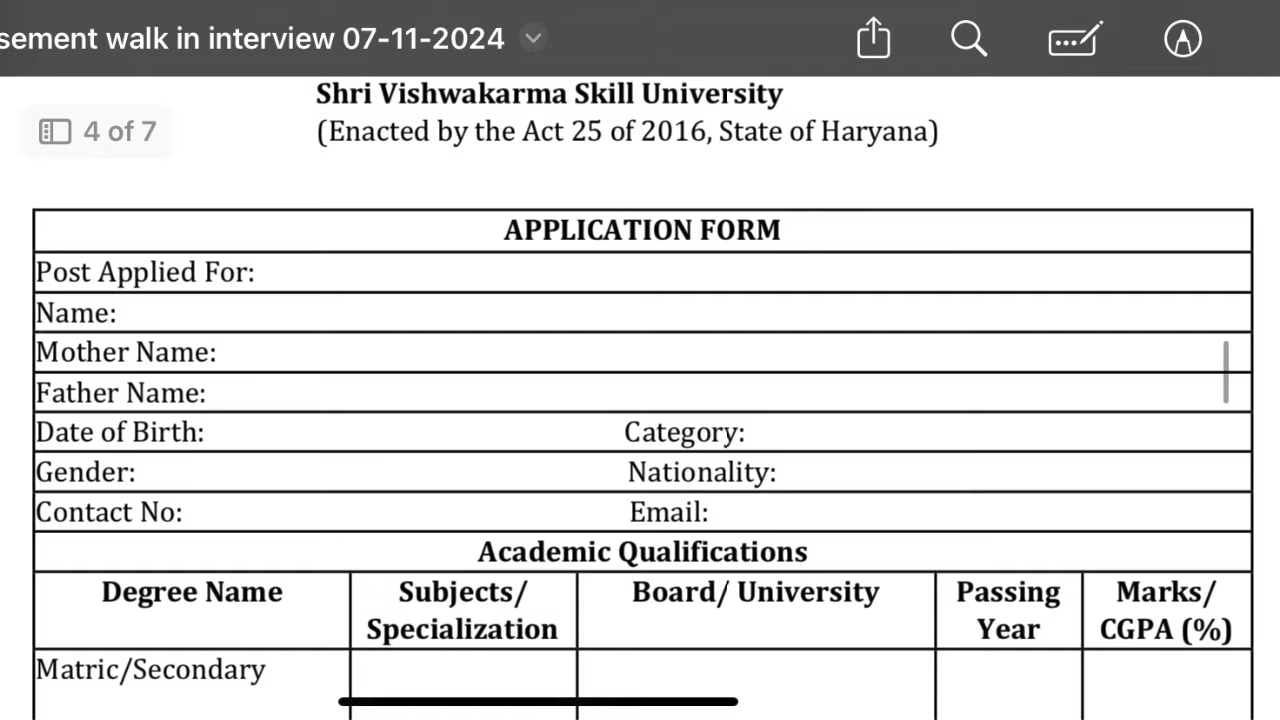 sement walk in interview 07-11-2024
Shri Vishwakarma Skill University
4 of 7
(Enacted by the Act 25 of 2016, State of Haryana)
APPLICATION FORM
Post Applied For:
Name:
Mother Name:
Father Name:
Date of Birth: Category:
Gender: Nationality:
Contact No: Email:
Academic Qualifications
Degree Name Subjects/ Specialization Board/ University Passing Year Marks/ CGPA (%)
Matric/Secondary